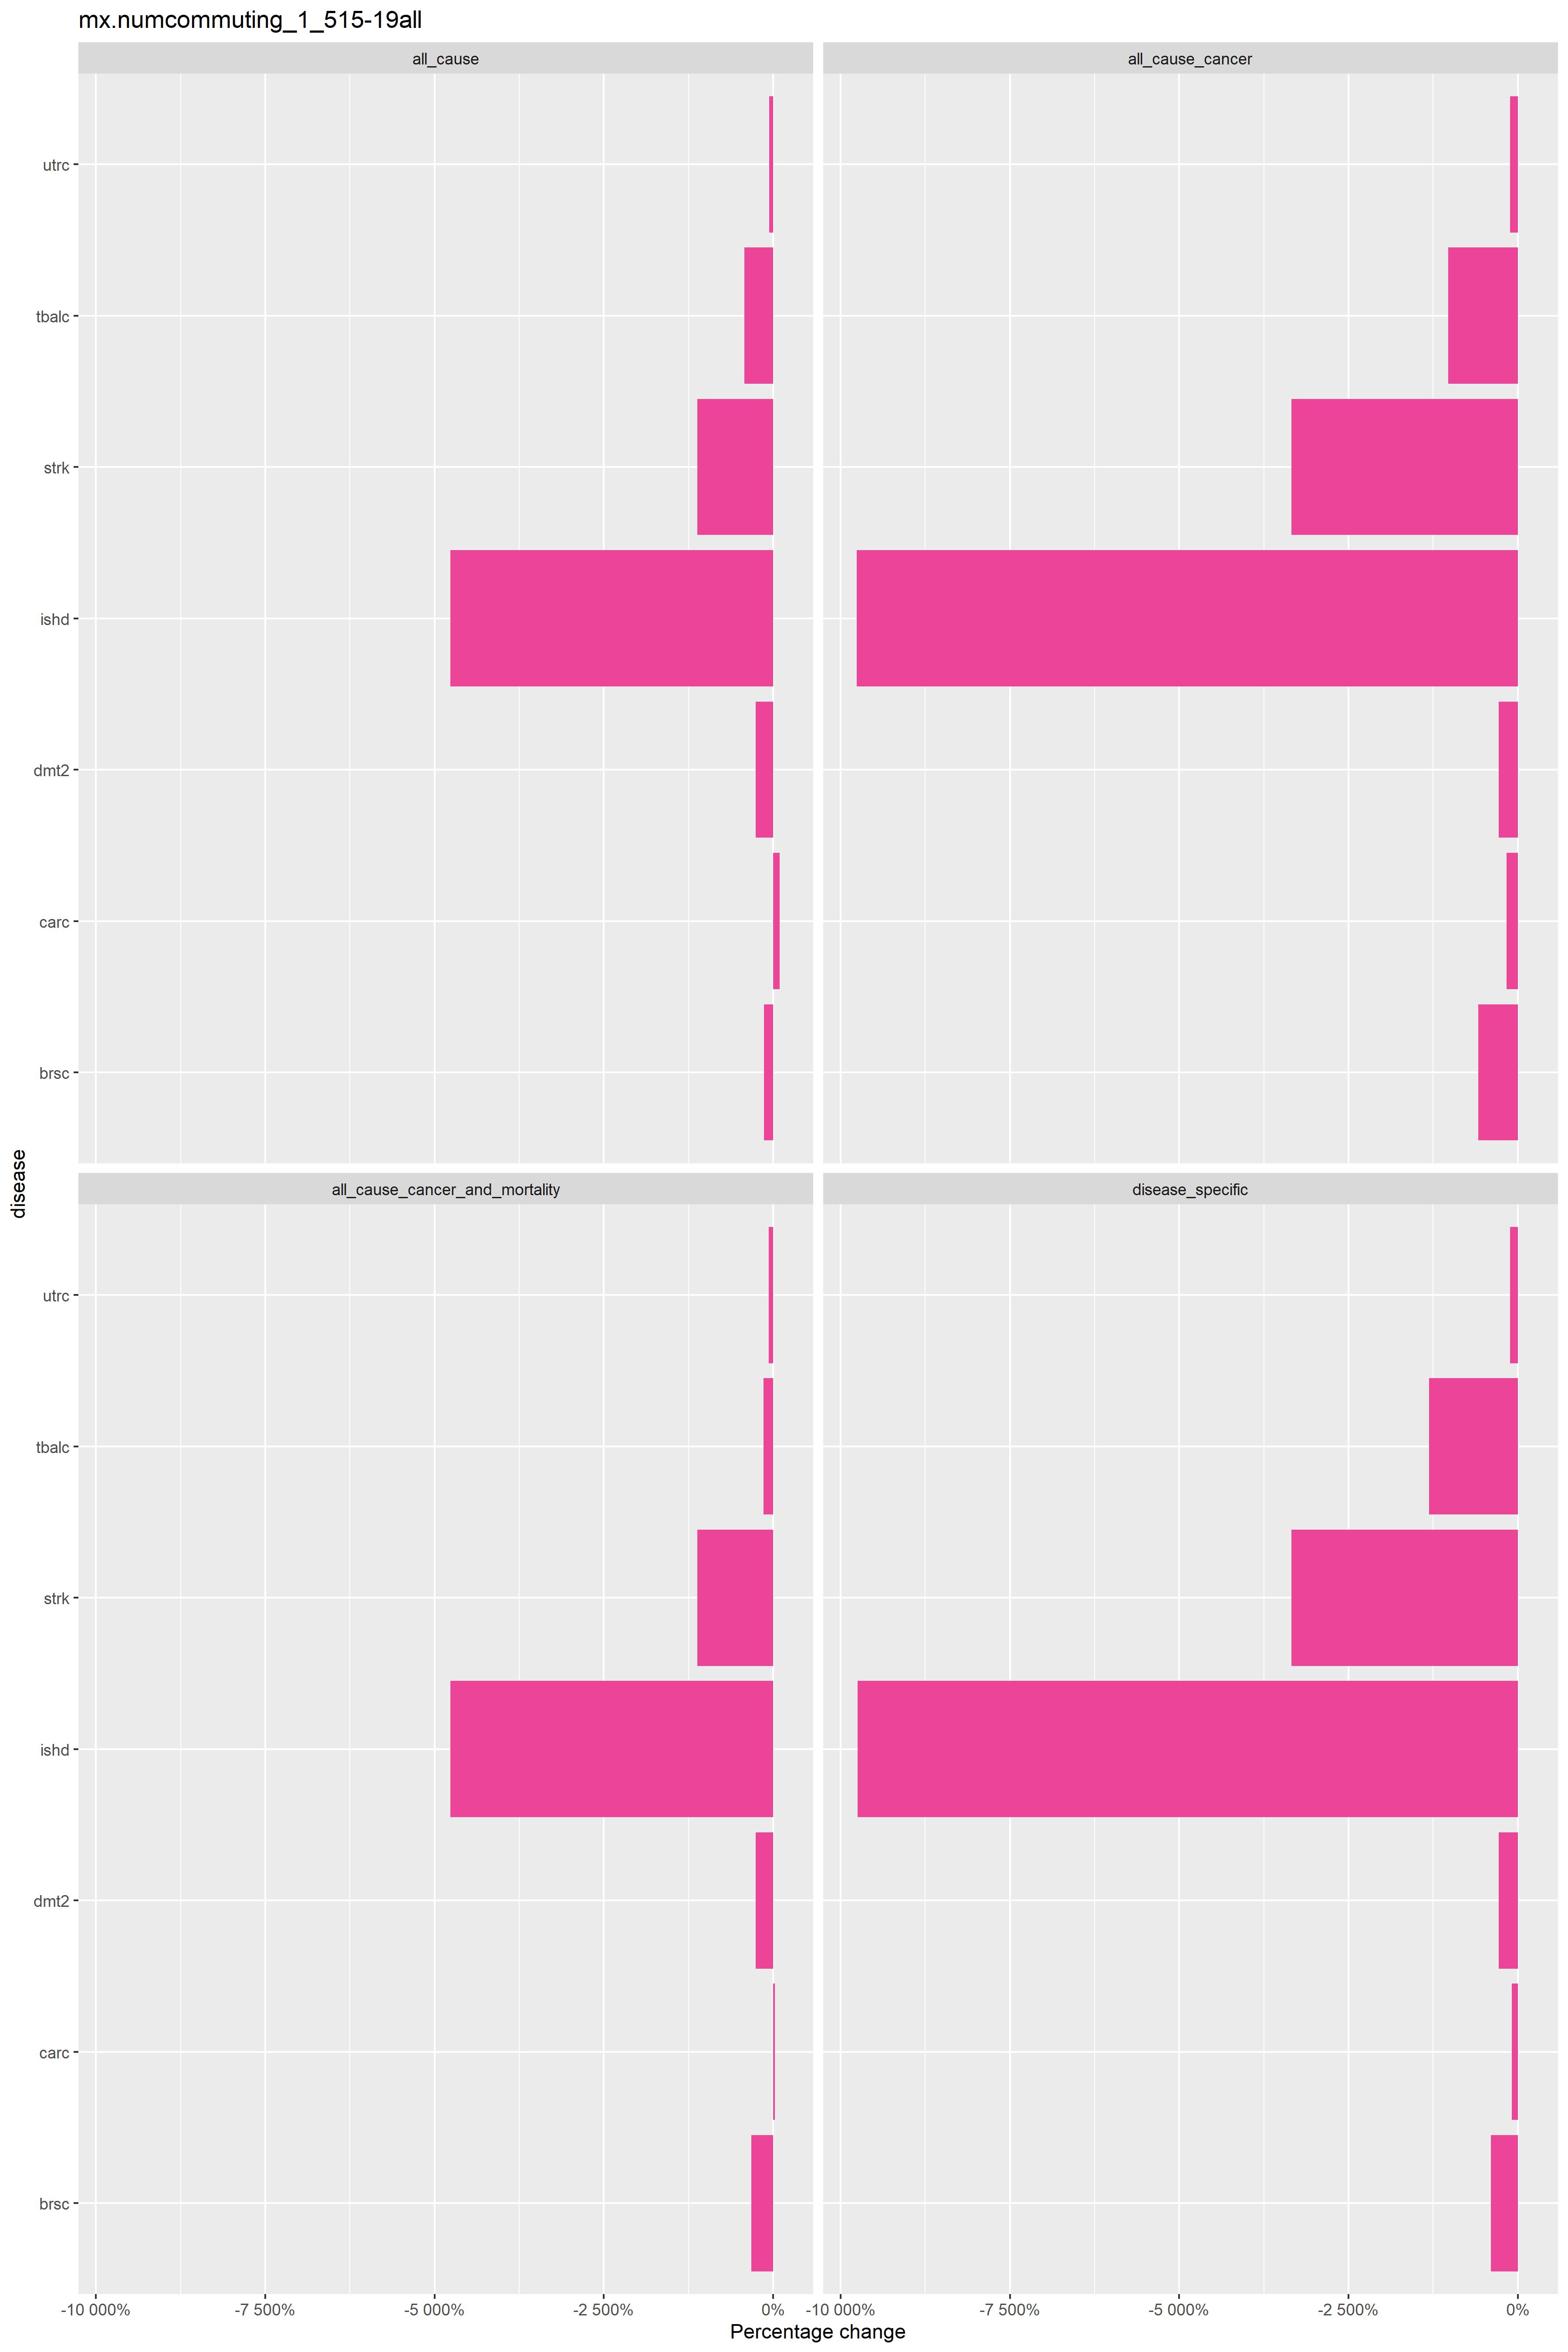 mx.numcommuting_1_515-19all
all_cause
all_cause_cancer
utrc
tbalc
strk
ishd
dmt2
carc
brsc
disease
all_cause_cancer_and_mortality
disease_specific
utrc
tbalc
strk
ishd
dmt2
carc
brsc
-10 000% -7 500% -5 000% -2 500% 0% -10 000% -7 500% -5 000% -2 500% 0%
Percentage change